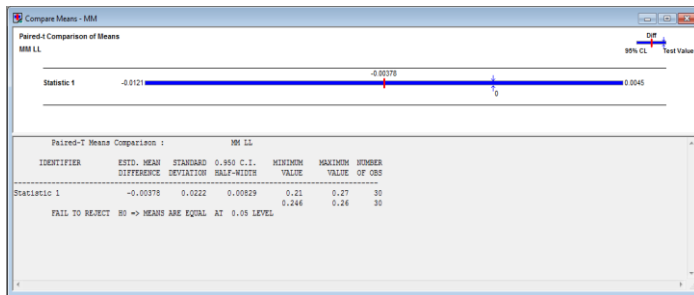 Compare Means - MM
Paired-t Comparison of Means
MM LL
Diff
95% CL Test Value
Statistic 1 -0.0121 -0.00378 0 0.0045
Paired-T Means Comparison : MM LL
IDENTIFIER ESTD. MEAN STANDARD 0.950 C.I. MINIMUM MAXIMUM NUMBER
DIFFERENCE DEVIATION HALF-WIDTH VALUE VALUE OF OBS
Statistic 1 -0.00378 0.0222 0.00829 0.21 0.27 30
0.246 0.26 30
FAIL TO REJECT H0 => MEANS ARE EQUAL AT 0.05 LEVEL